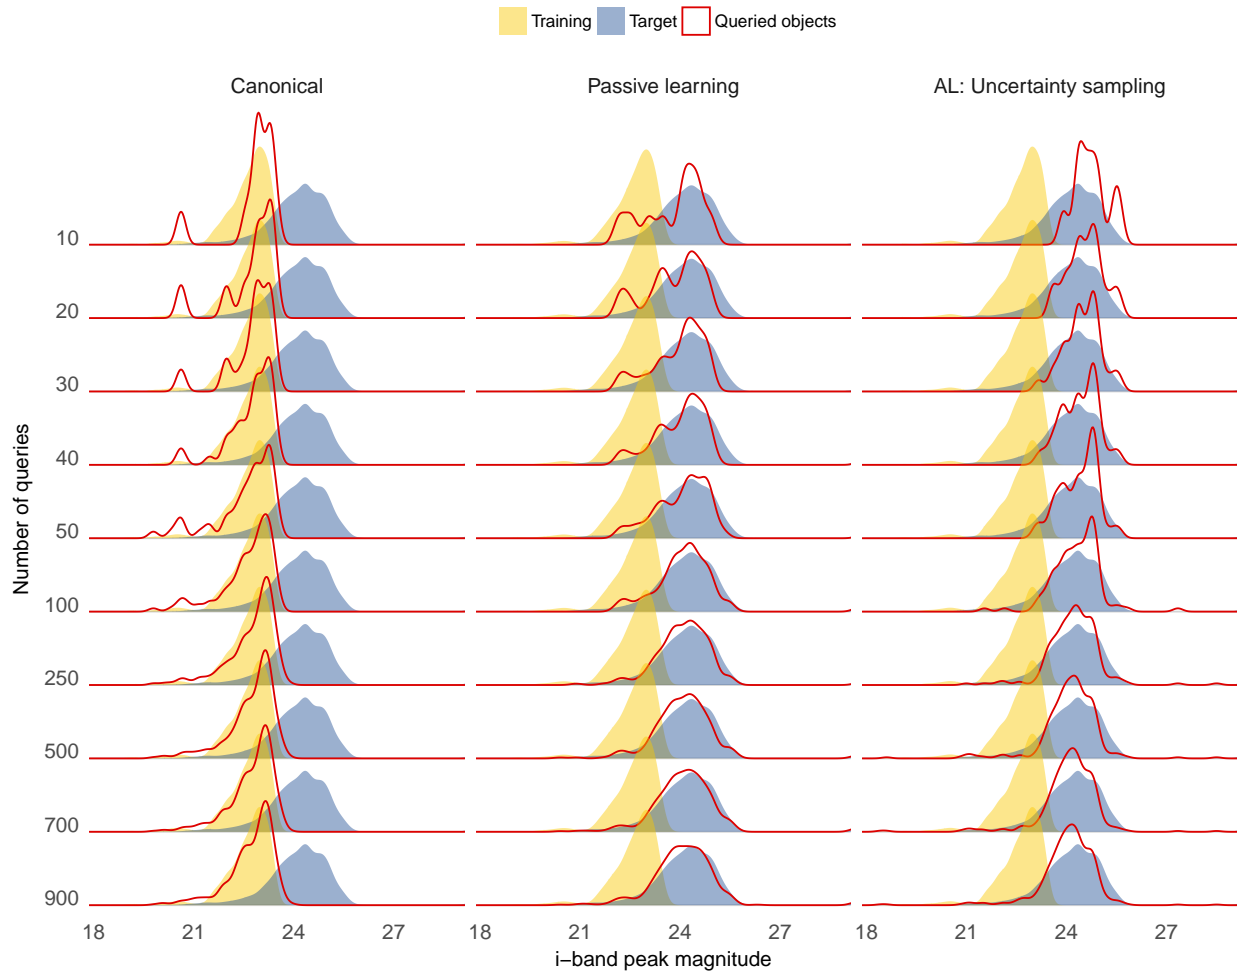 Training Target Queried objects
Canonical Passive learning AL: Uncertainty sampling
Number of queries
10
20
30
40
50
100
250
500
700
900
18 21 24 27 18 21 24 27 18 21 24 27
i−band peak magnitude